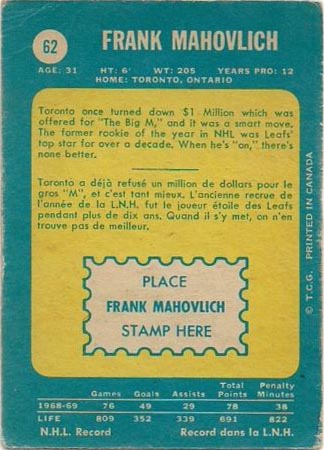 62
FRANK MAHOVLICH
AGE: 31 HT: 6' WT: 205 YEARS PRO: 12
HOME: TORONTO, ONTARIO
Toronto once turned down $1 Million which was
offered for "The Big M," and it was a smart move.
The former rookie of the year in NHL was Leafs'
top star for over a decade. When he's "on," there's
none better.
Toronto a déjà refusé un million de dollars pour le
gros "M", et c'est tant mieux. L'ancienne recrue de
l'année de la L.N.H. fut le joueur étoile des Leafs
pendant plus de dix ans. Quand il s'y met, on n'en
trouve pas de meilleur.
PLACE
FRANK MAHOVLICH
STAMP HERE
© T.C.G. PRINTED IN CANADA
Games Goals Assists Total Points Penalty Minutes
1968-69 76 49 29 78 38
LIFE 809 352 339 691 822
N.H.L. Record Record dans la L.N.H.